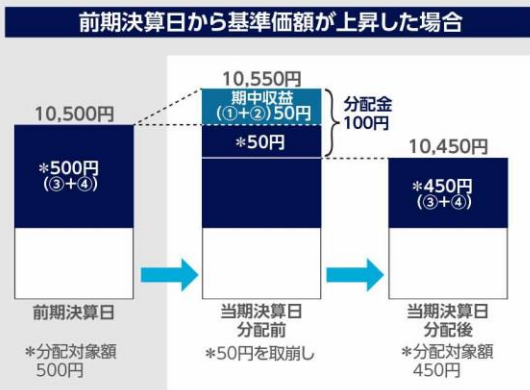 前期決算日から基準価額が上昇した場合
10,550円
期中収益
(①+②)50円
分配金
100円
10,500円
*50円
10,450円
*500円
(③+④)
*450円
(③+④)
前期決算日
当期決算日
分配前
当期決算日
分配後
*分配対象額
500円
*50円を取崩し
*分配対象額
450円